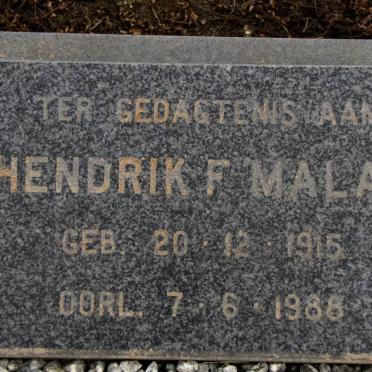 TER GEDAGTENIS AAN
HENDRIK F MALA
GEB. 20 · 12 · 1915
OORL. 7 · 6 · 1988